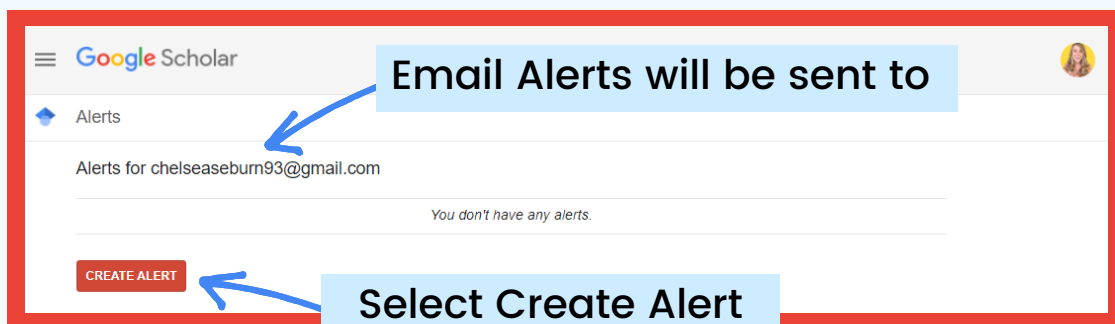 Google Scholar
Email Alerts will be sent to
Alerts
Alerts for chelseaseburn93@gmail.com
You don't have any alerts.
CREATE ALERT
Select Create Alert